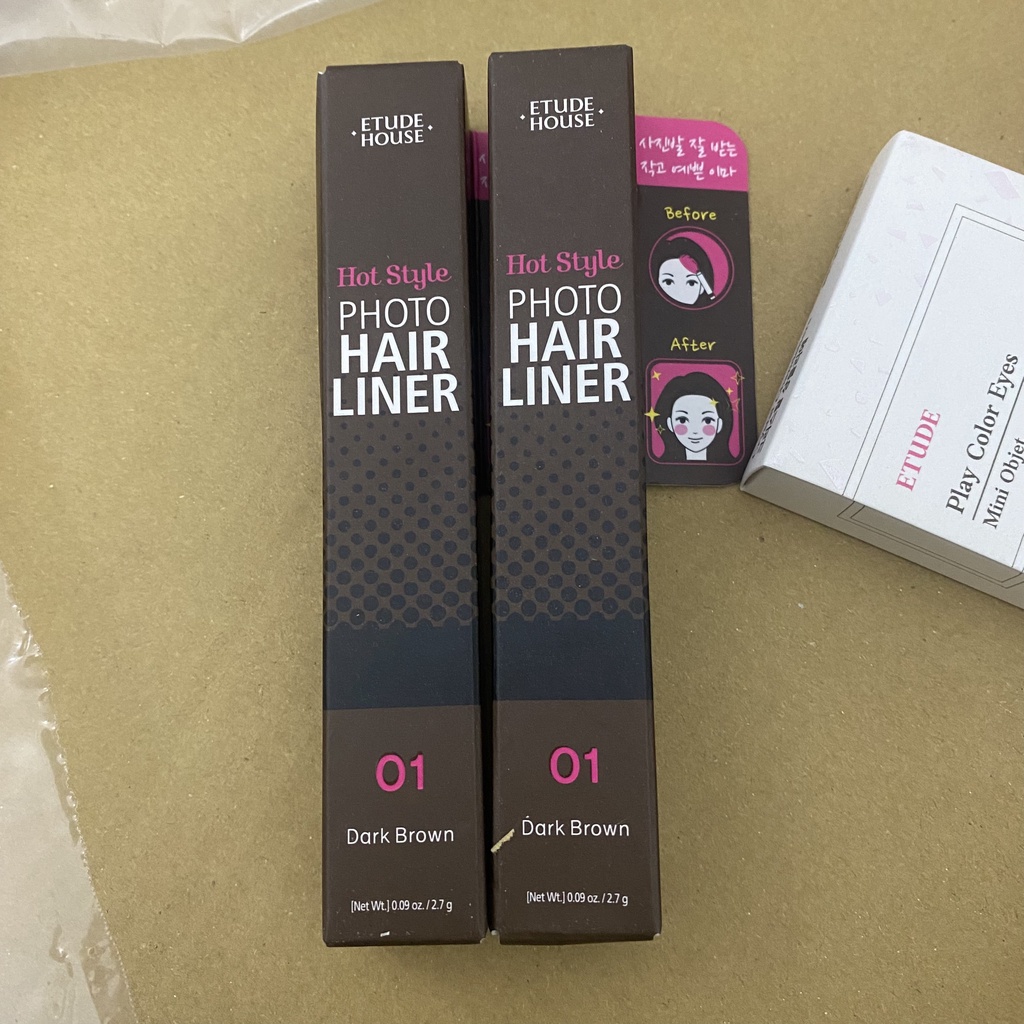 ETUDE
HOUSE
Hot Style
PHOTO
HAIR
LINER
01
Dark Brown
[Net Wt.] 0.09 oz. / 2.7 g
ETUDE
HOUSE
Hot Style
PHOTO
HAIR
LINER
01
Dark Brown
[Net Wt.] 0.09 oz. / 2.7 g
사진발 잘 받는
작고 예쁜 이마
Before
After
ETUDE
Play Color Eyes
Mini Objet